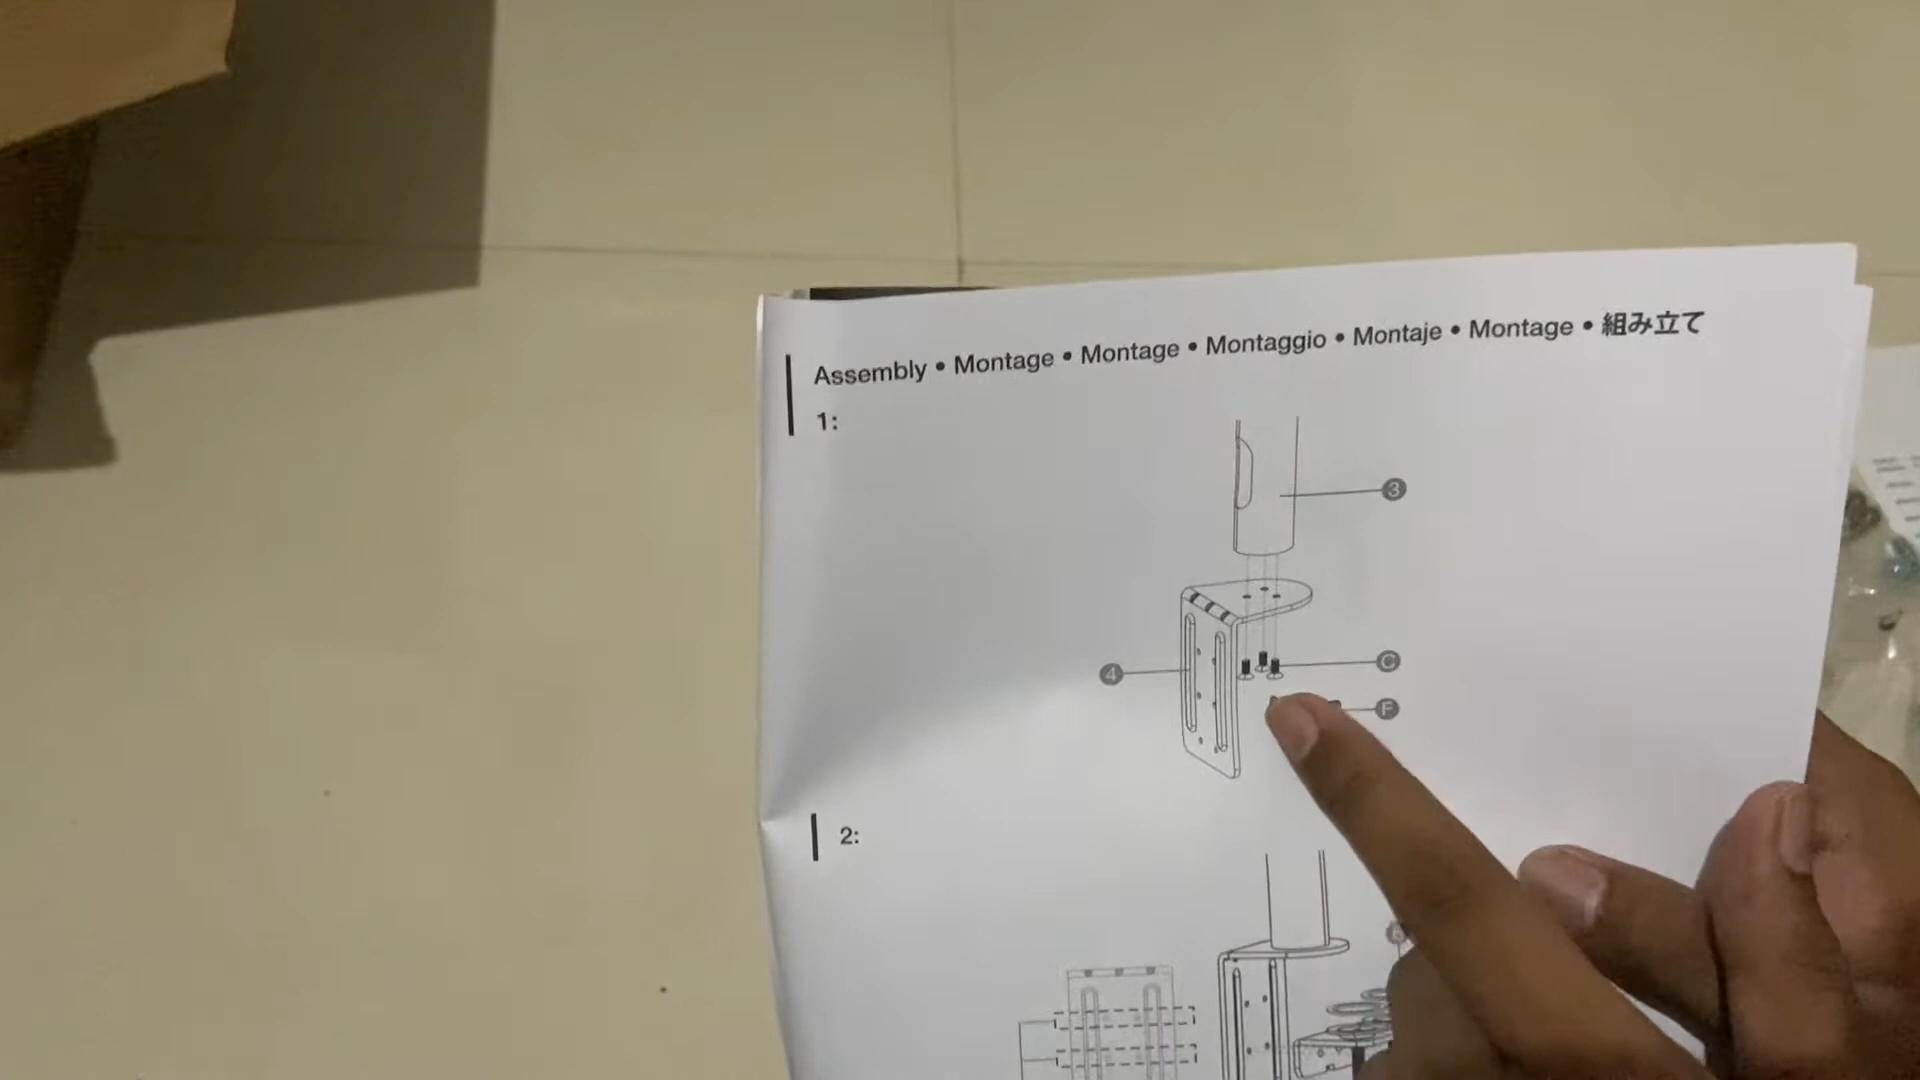 Assembly • Montage • Montage • Montaggio • Montaje • Montage • 組み立て
1:
3
4
C
F
2: